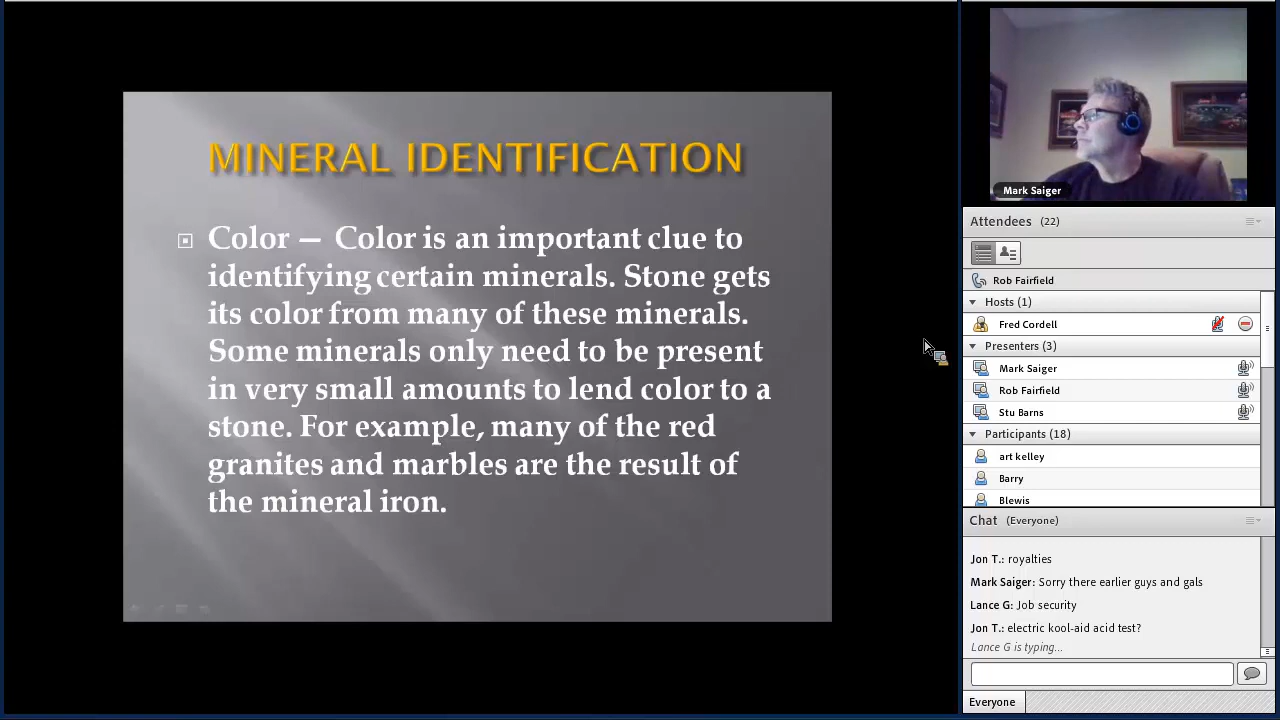 MINERAL IDENTIFICATION
Color — Color is an important clue to
identifying certain minerals. Stone gets
its color from many of these minerals.
Some minerals only need to be present
in very small amounts to lend color to a
stone. For example, many of the red
granites and marbles are the result of
the mineral iron.
Mark Saiger
Attendees (22)
Rob Fairfield
Hosts (1)
Fred Cordell
Presenters (3)
Mark Saiger
Rob Fairfield
Stu Barns
Participants (18)
art kelley
Barry
Blewis
Chat (Everyone)
Jon T.: royalties
Mark Saiger: Sorry there earlier guys and gals
Lance G: Job security
Jon T.: electric kool-aid acid test?
Lance G is typing...
Everyone